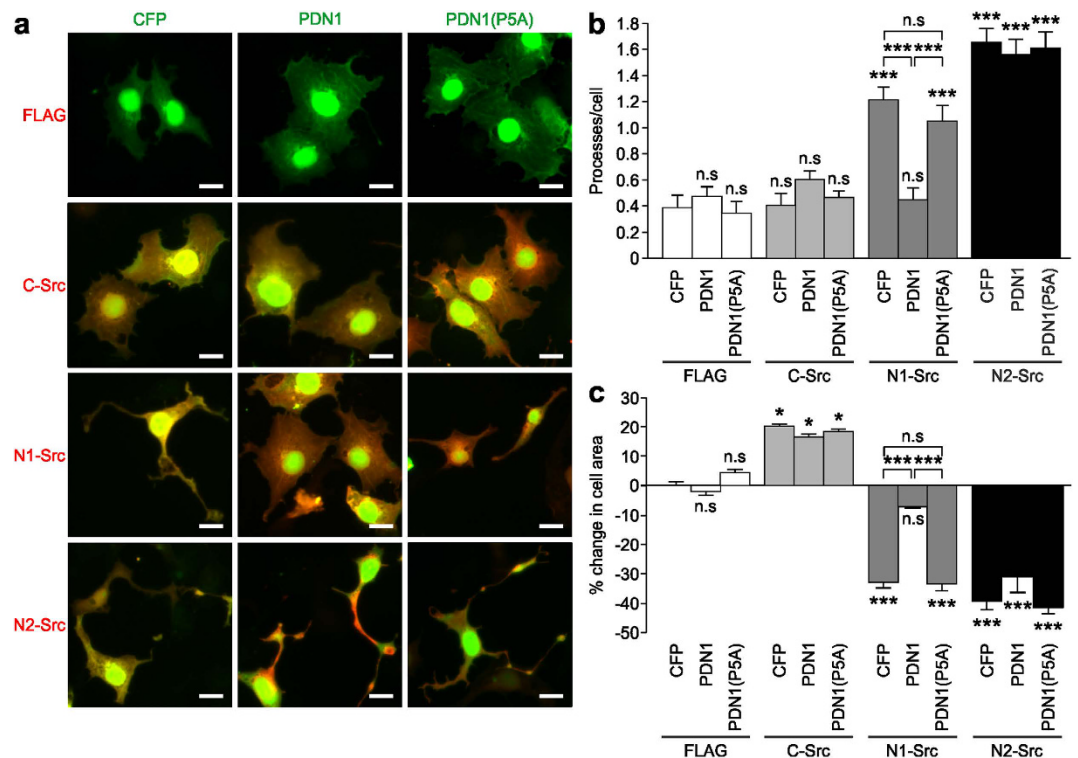 a
CFP PDN1 PDN1(P5A)
FLAG
C-Src
N1-Src
N2-Src
b
Processes/cell
1.8
1.6
1.4
1.2
1.0
0.8
0.6
0.4
0.2
0
n.s
n.s
n.s n.s
n.s
*** n.s *** *** ***
*** ***
*** ***
CFP PDN1 PDN1(P5A) CFP PDN1 PDN1(P5A) CFP PDN1 PDN1(P5A) CFP PDN1 PDN1(P5A)
FLAG C-Src N1-Src N2-Src
c
% change in cell area
30
20
10
0
-10
-20
-30
-40
-50
n.s
n.s
* * *
n.s
*** ***
n.s
*** ***
*** *** ***
CFP PDN1 PDN1(P5A) CFP PDN1 PDN1(P5A) CFP PDN1 PDN1(P5A) CFP PDN1 PDN1(P5A)
FLAG C-Src N1-Src N2-Src